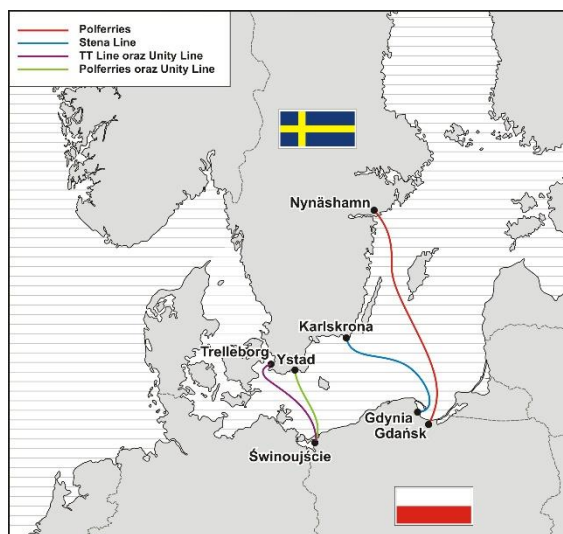 Polferries
Stena Line
TT Line oraz Unity Line
Polferries oraz Unity Line
Nynäshamn
Karlskrona
Trelleborg
Ystad
Gdynia
Gdańsk
Świnoujście